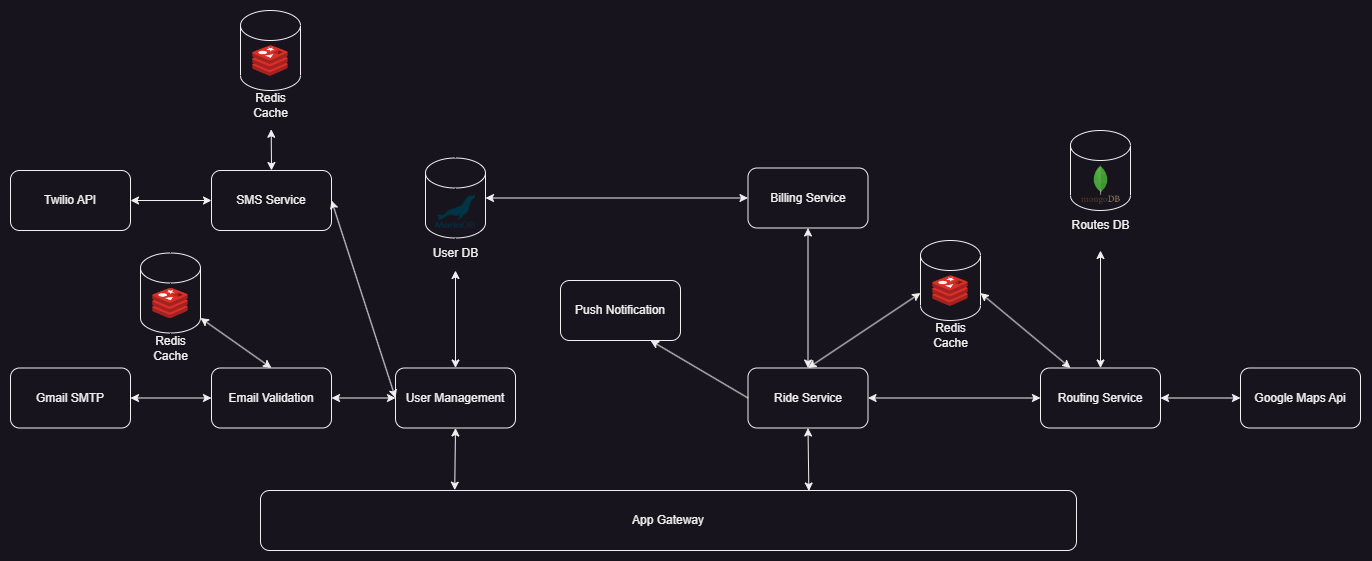 Redis
Cache
Twilio API
SMS Service
User DB
Billing Service
mongoDB
Routes DB
Redis
Cache
Push Notification
Redis
Cache
Gmail SMTP
Email Validation
User Management
Ride Service
Routing Service
Google Maps Api
App Gateway